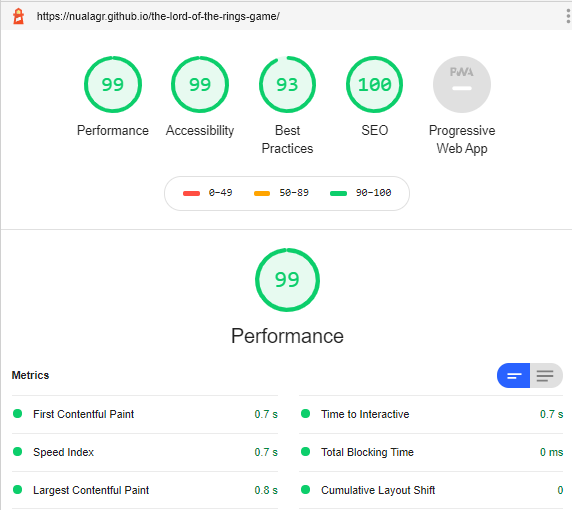 https://nualagr.github.io/the-lord-of-the-rings-game/
99 99 93 100 PWA
Performance Accessibility Best Practices SEO Progressive Web App
0–49 50–89 90–100
99
Performance
Metrics
First Contentful Paint 0.7 s Time to Interactive 0.7 s
Speed Index 0.7 s Total Blocking Time 0 ms
Largest Contentful Paint 0.8 s Cumulative Layout Shift 0